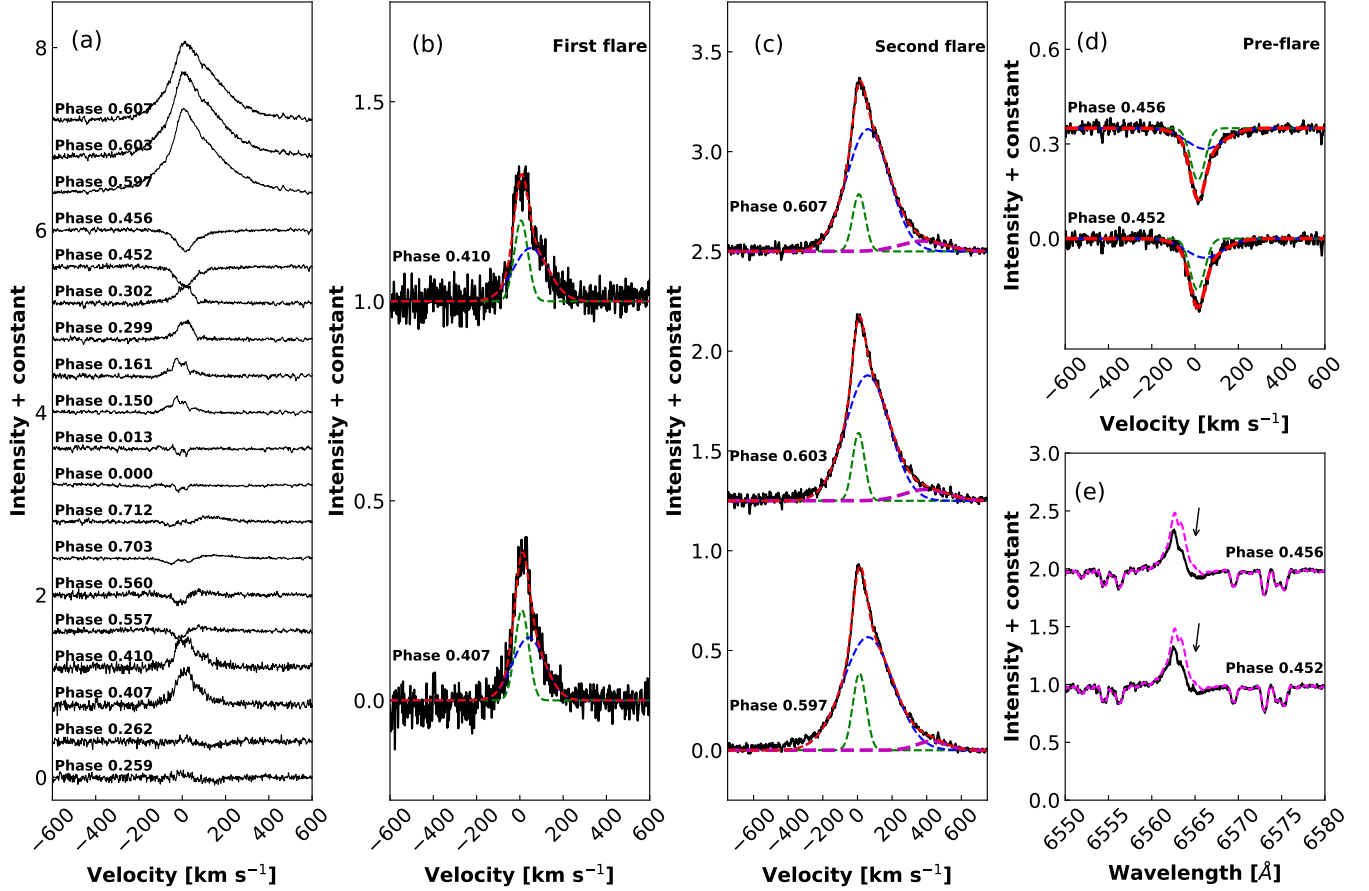 (a)
Phase 0.607
Phase 0.603
Phase 0.597
Phase 0.456
Phase 0.452
Phase 0.302
Phase 0.299
Phase 0.161
Phase 0.150
Phase 0.013
Phase 0.000
Phase 0.712
Phase 0.703
Phase 0.560
Phase 0.557
Phase 0.410
Phase 0.407
Phase 0.262
Phase 0.259
8
6
4
2
0
Intensity + constant
−600
−400
−200
0
200
400
600
Velocity [km s⁻¹]
(b)
First flare
Phase 0.410
Phase 0.407
1.5
1.0
0.5
0.0
Intensity + constant
−600
−400
−200
0
200
400
600
Velocity [km s⁻¹]
(c)
Second flare
Phase 0.607
Phase 0.603
Phase 0.597
3.5
3.0
2.5
2.0
1.5
1.0
0.5
0.0
Intensity + constant
−600
−400
−200
0
200
400
600
Velocity [km s⁻¹]
(d)
Pre-flare
Phase 0.456
Phase 0.452
0.6
0.3
0.0
Intensity + constant
−600
−400
−200
0
200
400
600
Velocity [km s⁻¹]
(e)
Phase 0.456
Phase 0.452
3.0
2.5
2.0
1.5
1.0
0.5
0.0
Intensity + constant
6550
6555
6560
6565
6570
6575
6580
Wavelength [Å]